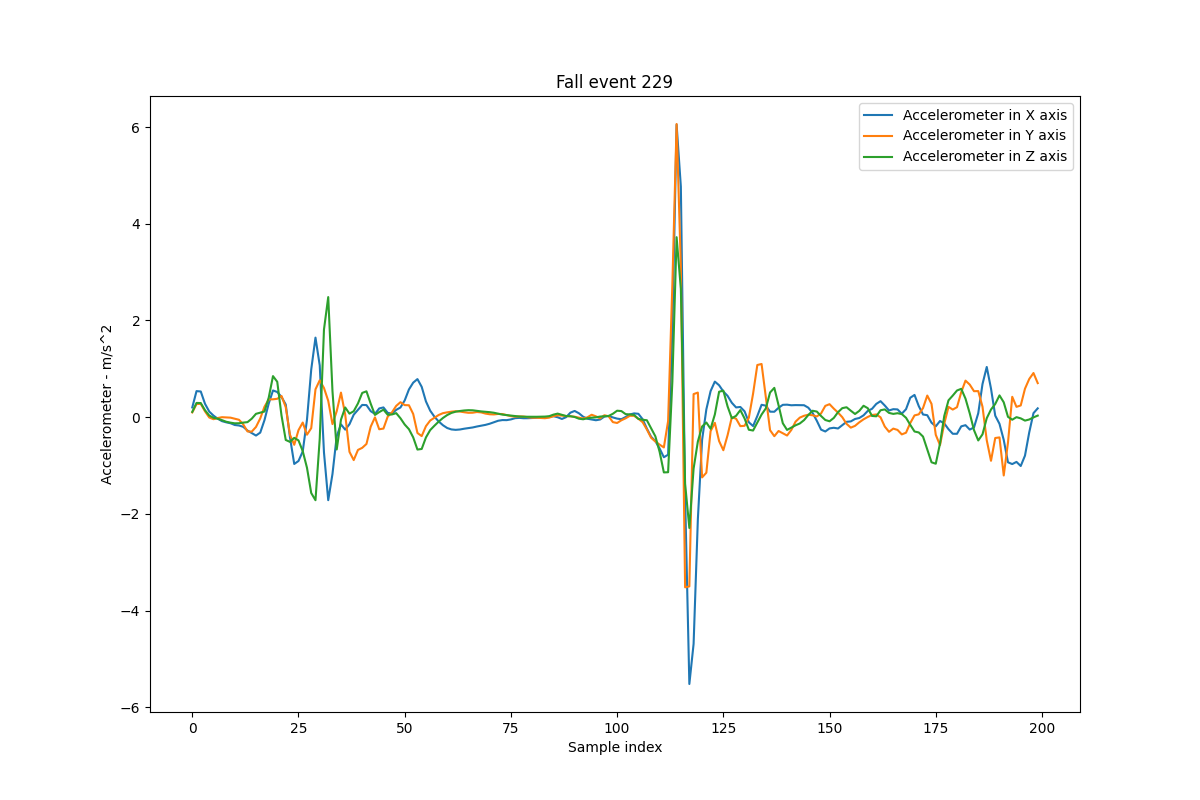 Fall event 229
Accelerometer in X axis
Accelerometer in Y axis
Accelerometer in Z axis
Accelerometer - m/s^2
6
4
2
0
−2
−4
−6
0 25 50 75 100 125 150 175 200
Sample index